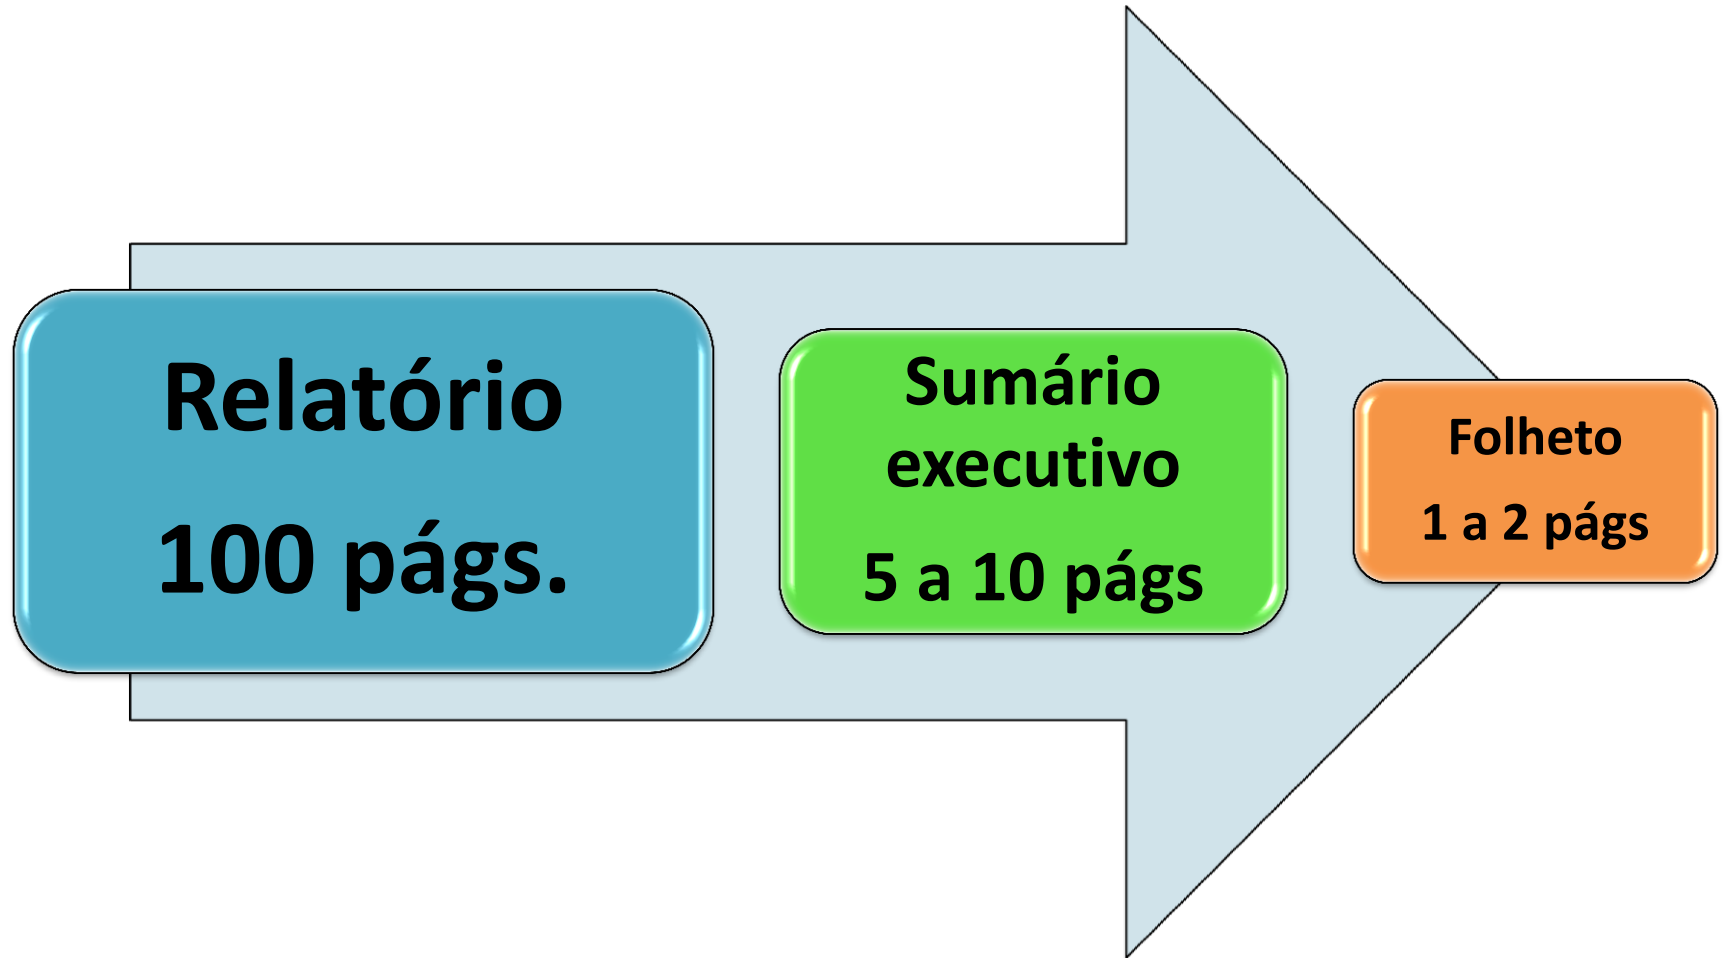 Relatório
100 págs.
Sumário
executivo
5 a 10 págs
Folheto
1 a 2 págs